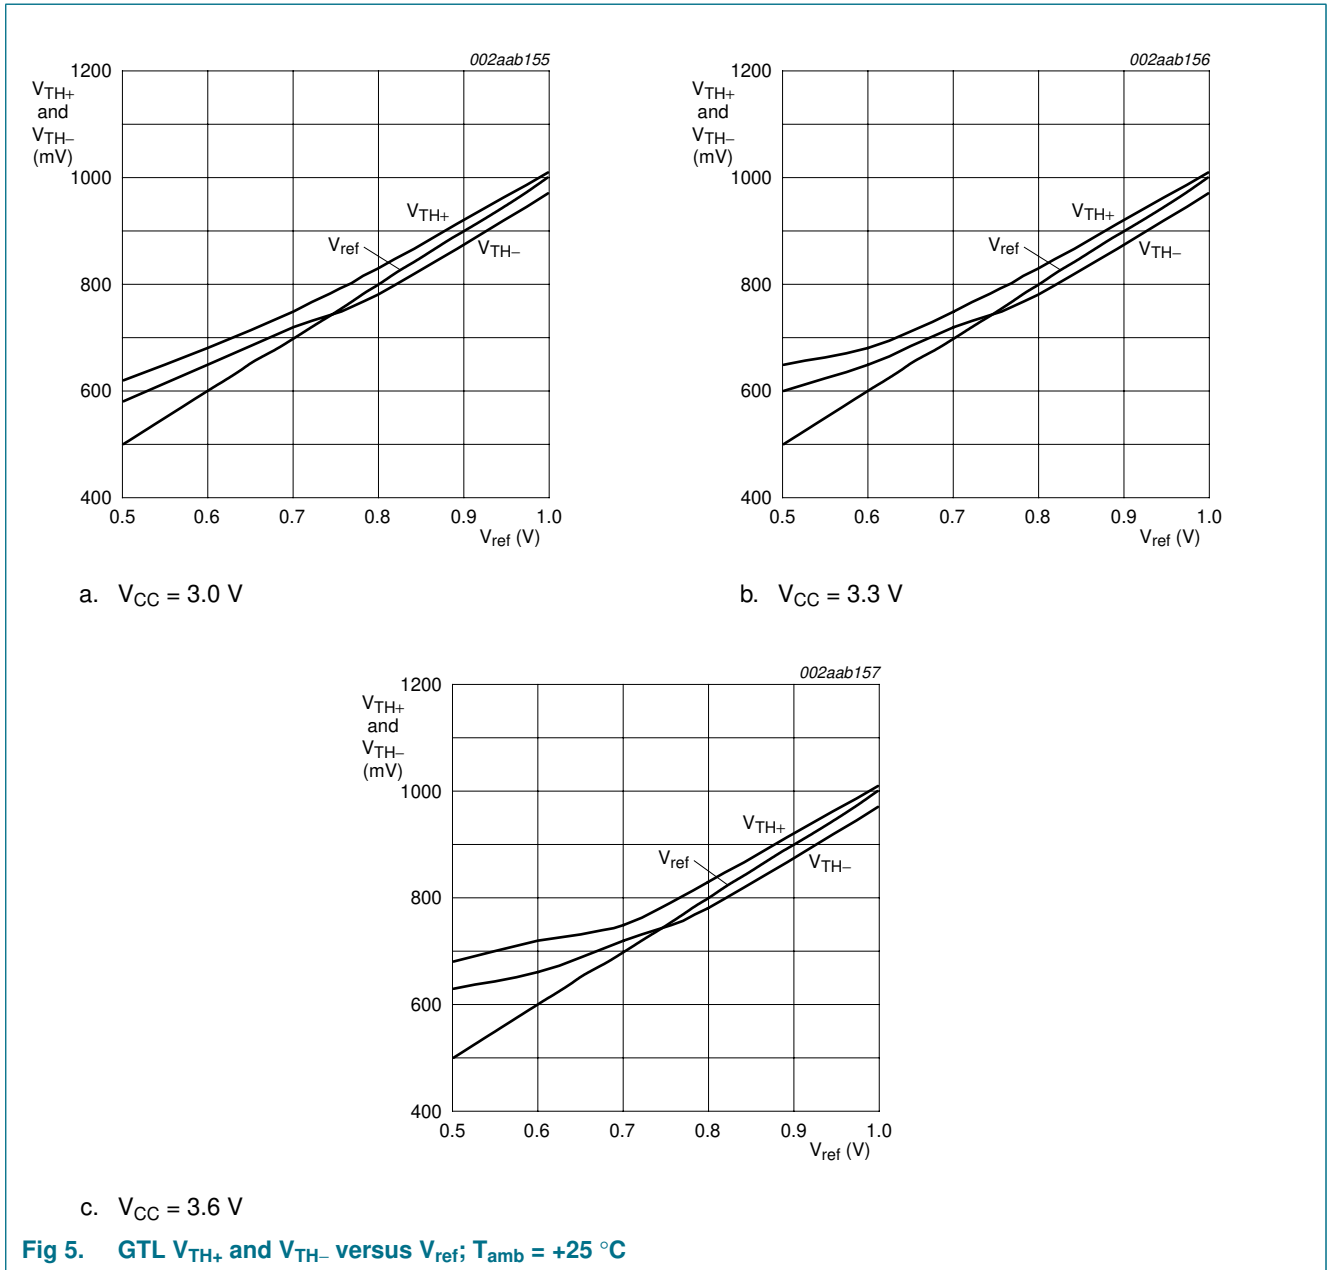 002aab155
1200
VTH+
and
VTH−
(mV)
1000
800
600
400
VTH+
Vref
VTH−
0.5 0.6 0.7 0.8 0.9 1.0
Vref (V)
a. VCC = 3.0 V
002aab156
1200
VTH+
and
VTH−
(mV)
1000
800
600
400
VTH+
Vref
VTH−
0.5 0.6 0.7 0.8 0.9 1.0
Vref (V)
b. VCC = 3.3 V
002aab157
1200
VTH+
and
VTH−
(mV)
1000
800
600
400
VTH+
Vref
VTH−
0.5 0.6 0.7 0.8 0.9 1.0
Vref (V)
c. VCC = 3.6 V
Fig 5. GTL VTH+ and VTH− versus Vref; Tamb = +25 °C